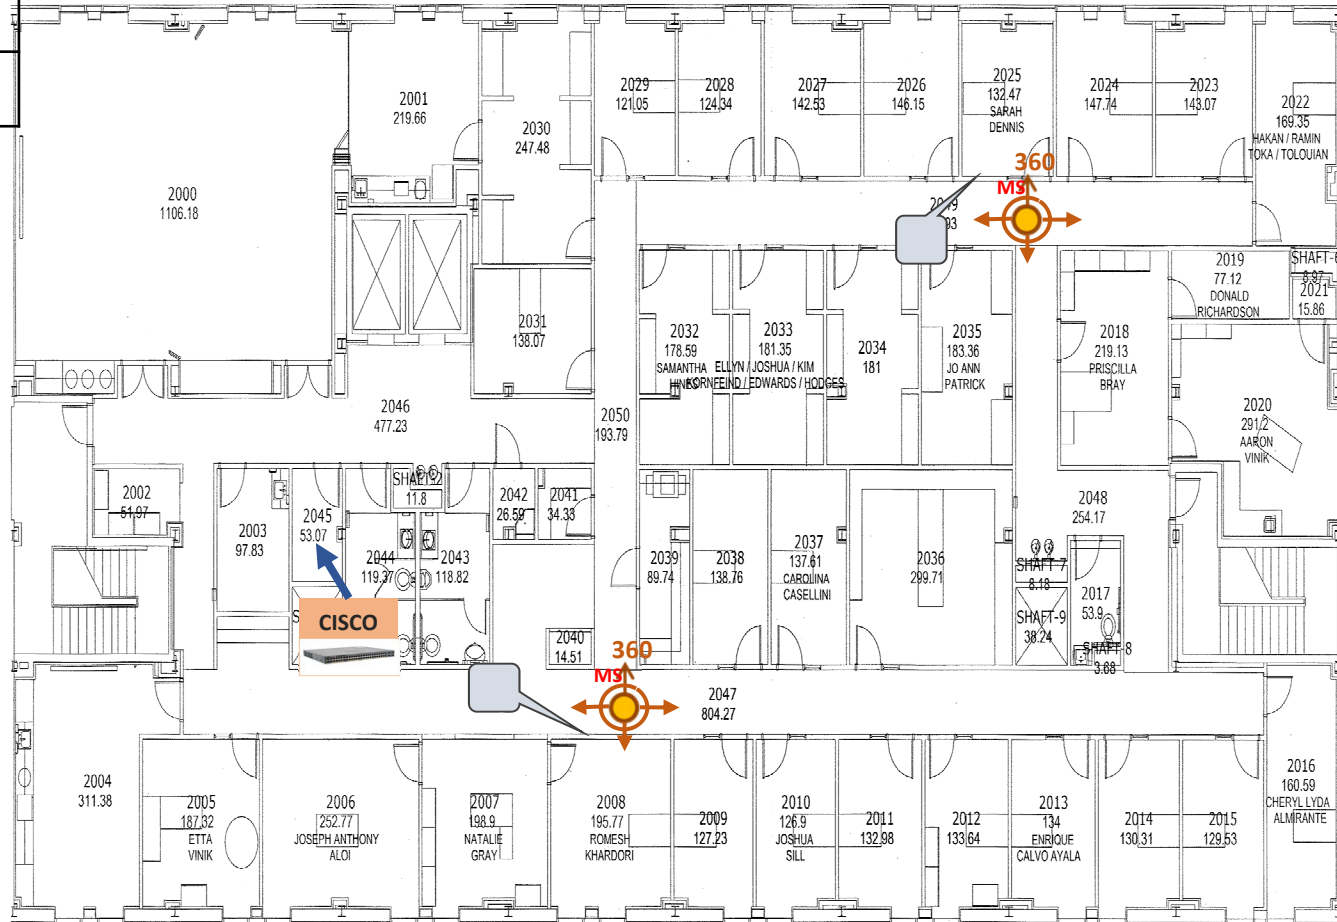 2029
121.05
2028
124.34
2027
142.53
2026
146.15
2025
132.47
SARAH
DENNIS
2024
147.74
2023
143.07
2022
169.35
HAKAN / RAMIN
TOKA / TOLOUIAN
2001
219.66
2030
247.48
2000
1106.18
360
MS
2019
77.12
DONALD
RICHARDSON
SHAFT-6
8.97
2021
15.86
2031
138.07
2032
178.59
SAMANTHA
HINES
2033
181.35
ELLYN / JOSHUA / KIM
KORNFEIND / EDWARDS / HODGES
2034
181
2035
183.36
JO ANN
PATRICK
2018
219.13
PRISCILLA
BRAY
2046
477.23
2050
193.79
2020
291.2
AARON
VINIK
2002
51.97
2003
97.83
2045
53.07
SHAFT-2
11.8
2042
26.59
2041
34.33
2044
119.37
2043
118.82
2039
89.74
2038
138.76
2037
137.61
CAROLINA
CASELLINI
2036
299.71
2048
254.17
SHAFT-7
8.18
2017
53.9
SHAFT-9
38.24
SHAFT-8
3.68
CISCO
2040
14.51
360
MS
2047
804.27
2004
311.38
2005
187.32
ETTA
VINIK
2006
252.77
JOSEPH ANTHONY
ALOI
2007
198.9
NATALIE
GRAY
2008
195.77
ROMESH
KHARDORI
2009
127.23
2010
126.9
JOSHUA
SILL
2011
132.98
2012
133.64
2013
134
ENRIQUE
CALVO AYALA
2014
130.31
2015
129.53
2016
160.59
CHERYL LYDA
ALMIRANTE